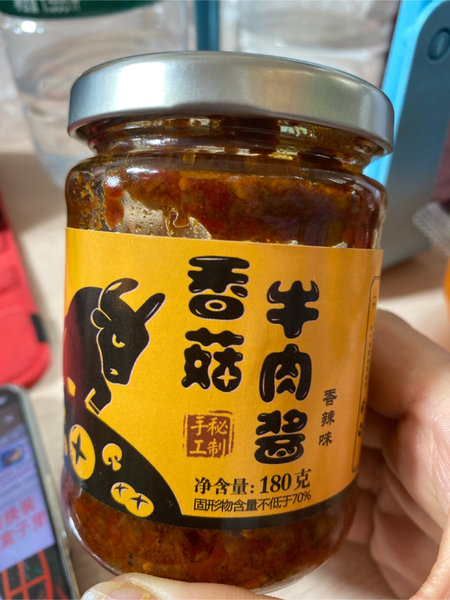 香菇
牛肉酱
香辣味
手工
秘制
净含量：180克
固形物含量不低于70%